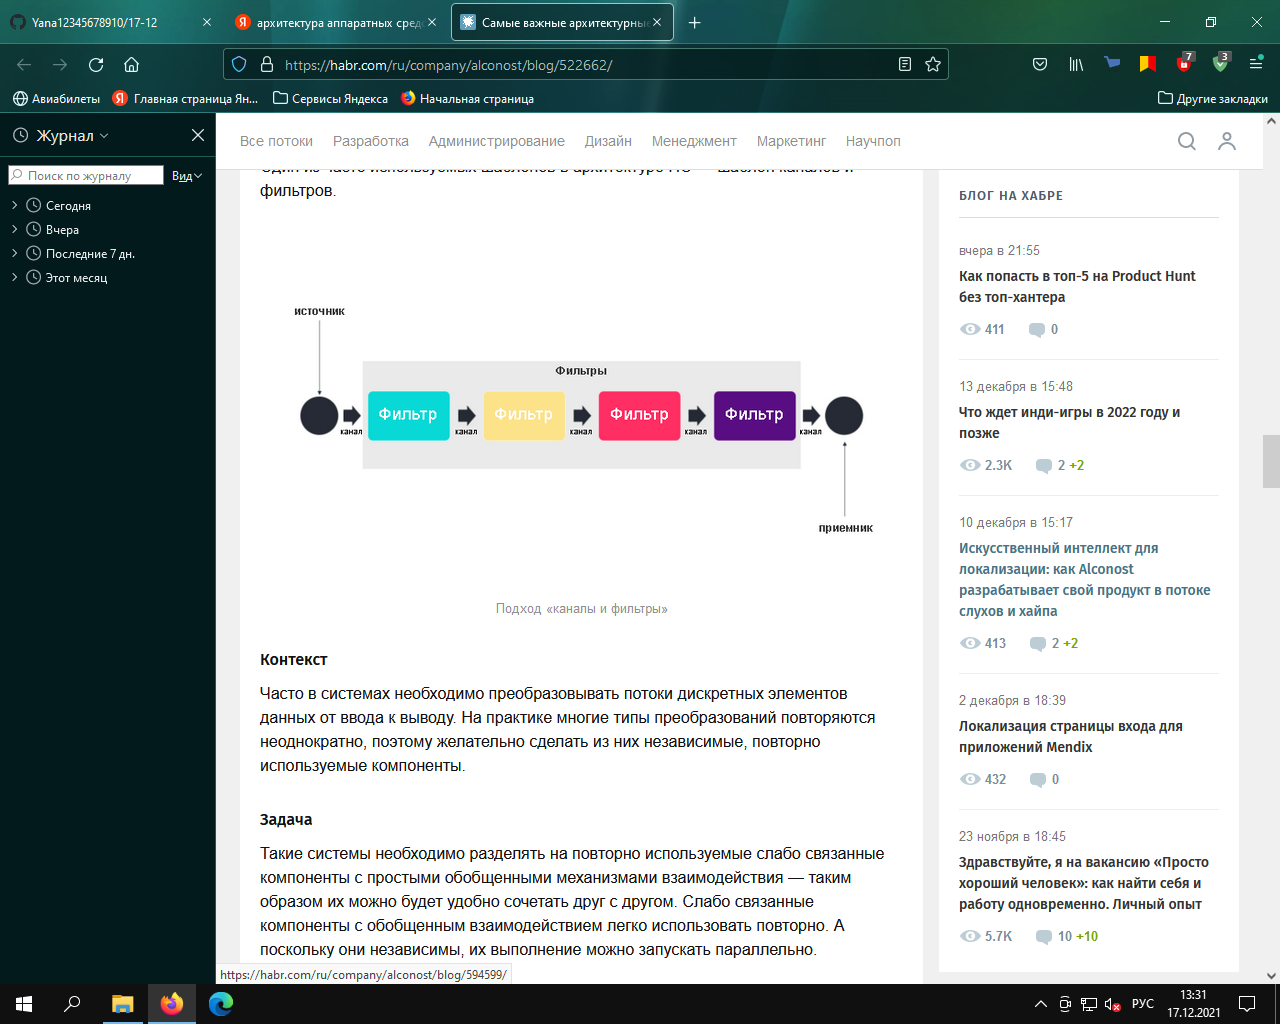 Yana12345678910/17-12
архитектура аппаратных сред
Самые важные архитектурные
https://habr.com/ru/company/alconost/blog/522662/
7
3
Авиабилеты
Главная страница Ян...
Сервисы Яндекса
Начальная страница
Другие закладки
Журнал
Поиск по журналу
Вид
Сегодня
Вчера
Последние 7 дн.
Этот месяц
Все потоки
Разработка
Администрирование
Дизайн
Менеджмент
Маркетинг
Научпоп
фильтров.
источник
Фильтры
Фильтр
Фильтр
Фильтр
Фильтр
канал
канал
канал
канал
канал
приемник
Подход «каналы и фильтры»
Контекст
Часто в системах необходимо преобразовывать потоки дискретных элементов
данных от ввода к выводу. На практике многие типы преобразований повторяются
неоднократно, поэтому желательно сделать из них независимые, повторно
используемые компоненты.
Задача
Такие системы необходимо разделять на повторно используемые слабо связанные
компоненты с простыми обобщенными механизмами взаимодействия — таким
образом их можно будет удобно сочетать друг с другом. Слабо связанные
компоненты с обобщенным взаимодействием легко использовать повторно. А
поскольку они независимы, их выполнение можно запускать параллельно.
БЛОГ НА ХАБРЕ
вчера в 21:55
Как попасть в топ-5 на Product Hunt
без топ-хантера
411
0
13 декабря в 15:48
Что ждет инди-игры в 2022 году и
позже
2.3K
2 +2
10 декабря в 15:17
Искусственный интеллект для
локализации: как Alconost
разрабатывает свой продукт в потоке
слухов и хайпа
413
2 +2
2 декабря в 18:39
Локализация страницы входа для
приложений Mendix
432
0
23 ноября в 18:45
Здравствуйте, я на вакансию «Просто
хороший человек»: как найти себя и
работу одновременно. Личный опыт
5.7K
10 +10
https://habr.com/ru/company/alconost/blog/594599/
РУС
13:31
17.12.2021